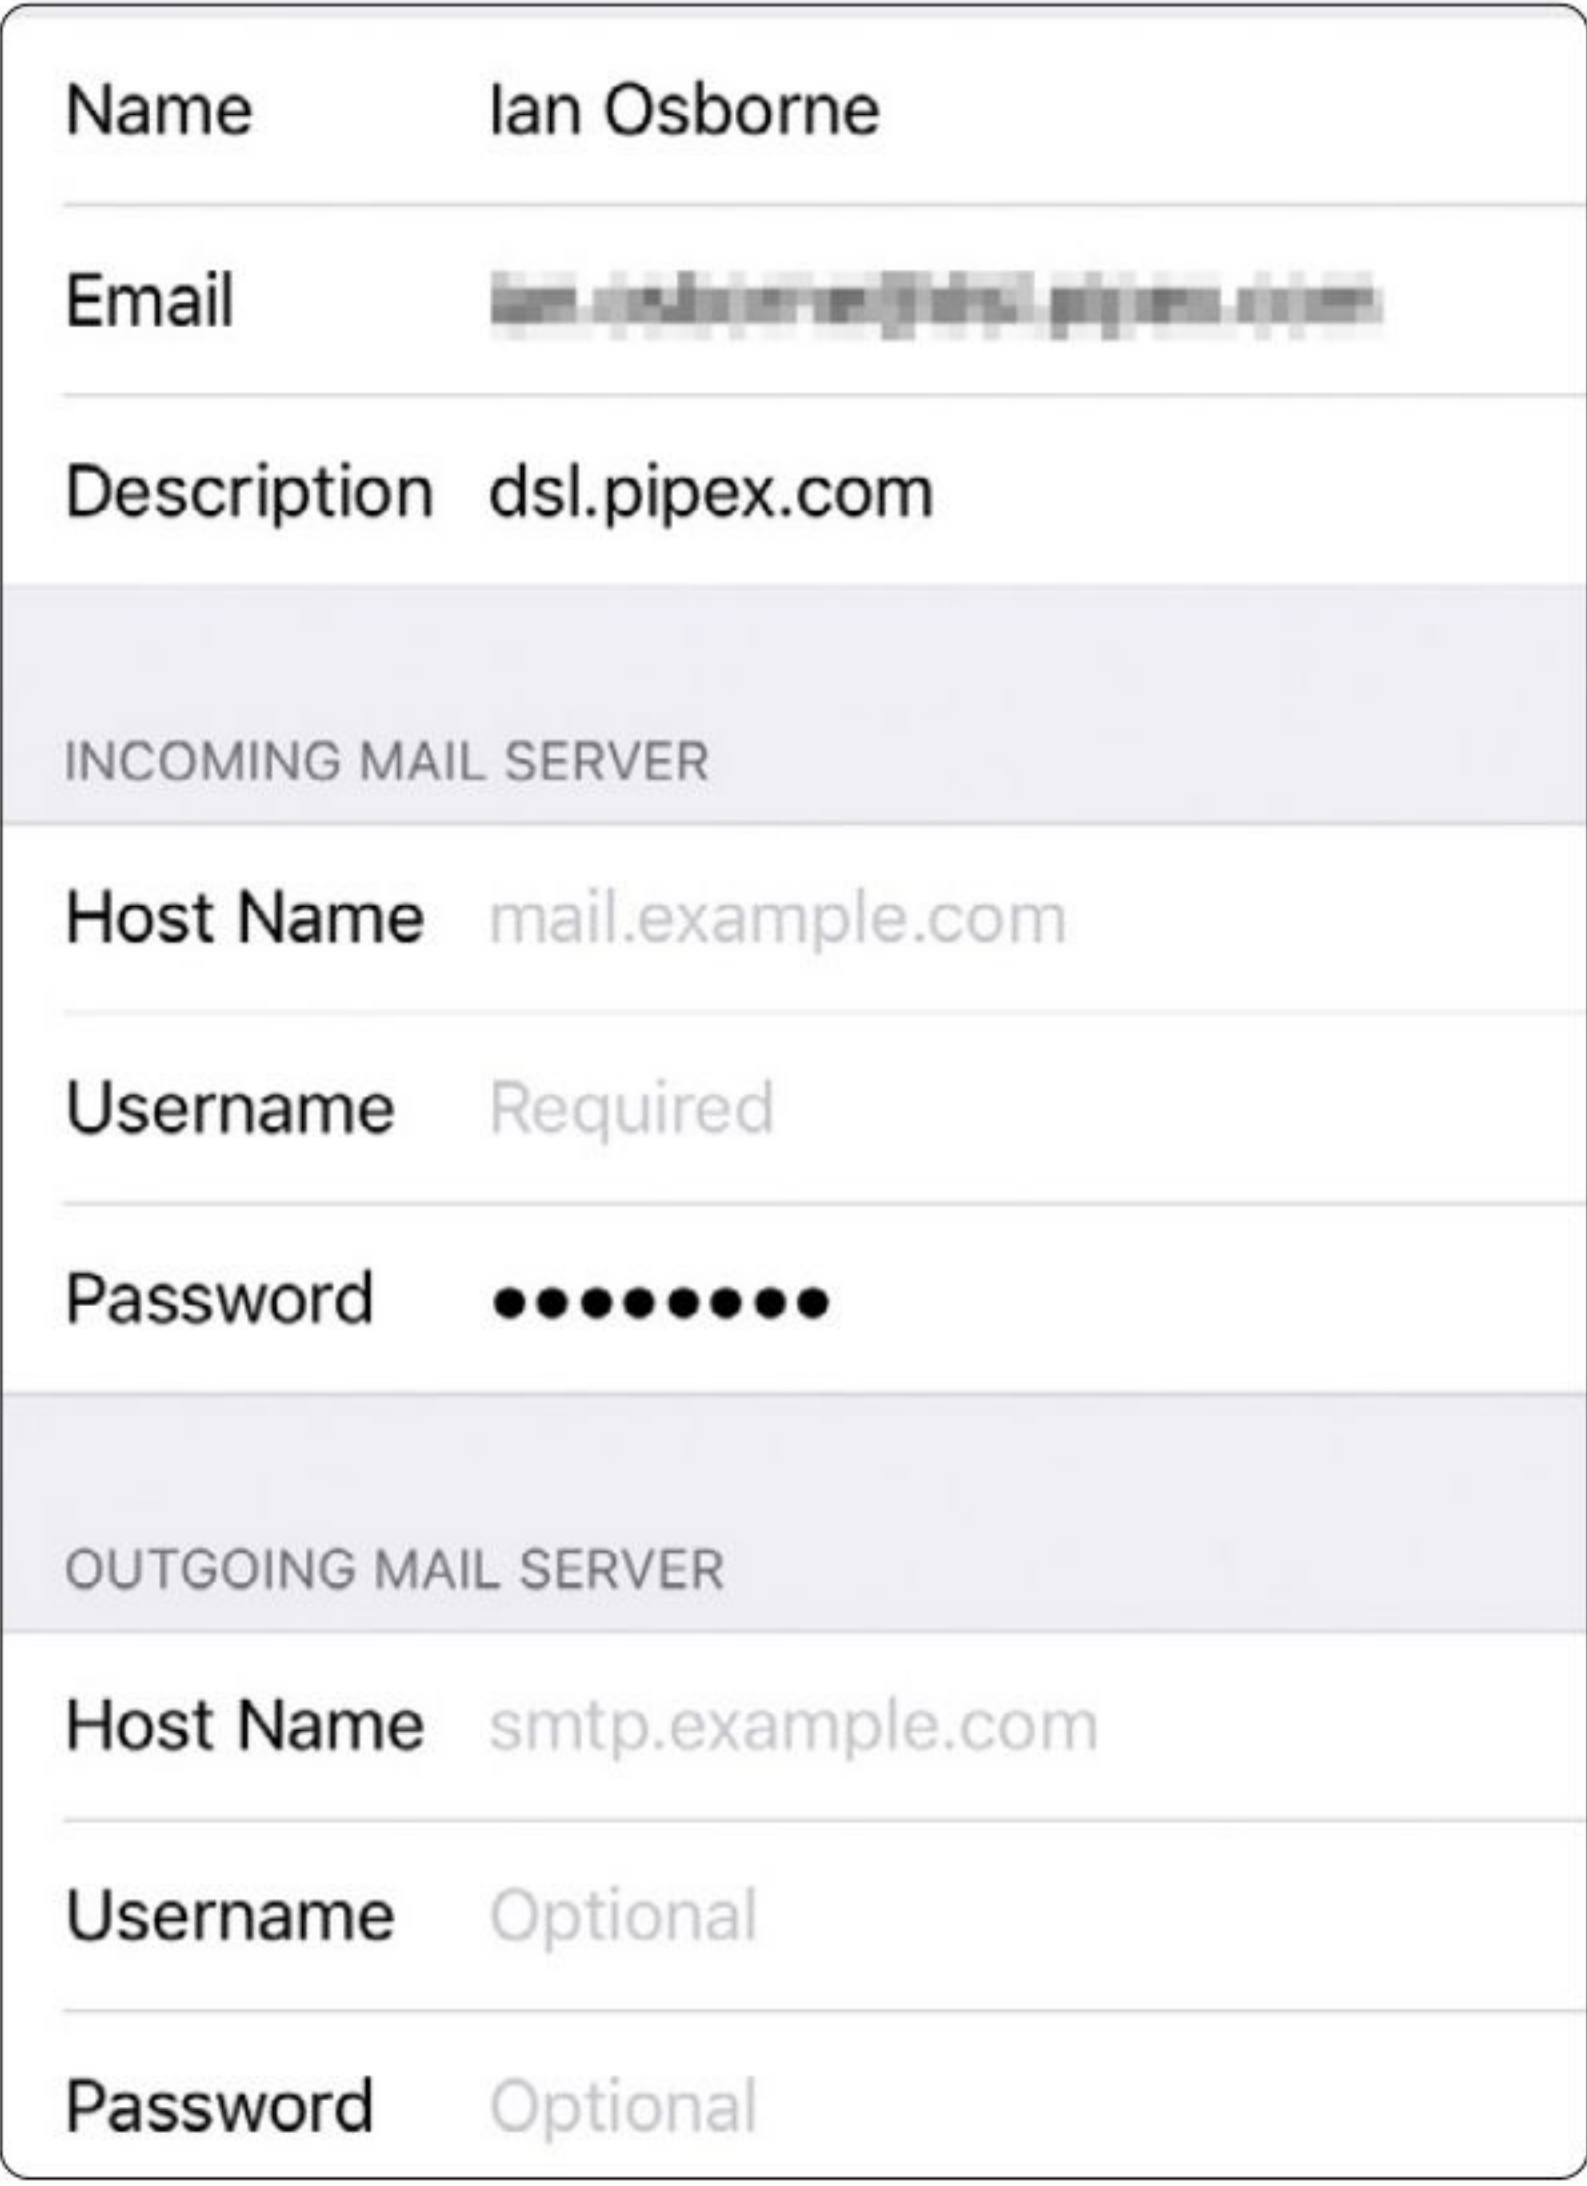 Name Ian Osborne
Email
Description dsl.pipex.com
INCOMING MAIL SERVER
Host Name mail.example.com
Username Required
Password ●●●●●●●●
OUTGOING MAIL SERVER
Host Name smtp.example.com
Username Optional
Password Optional